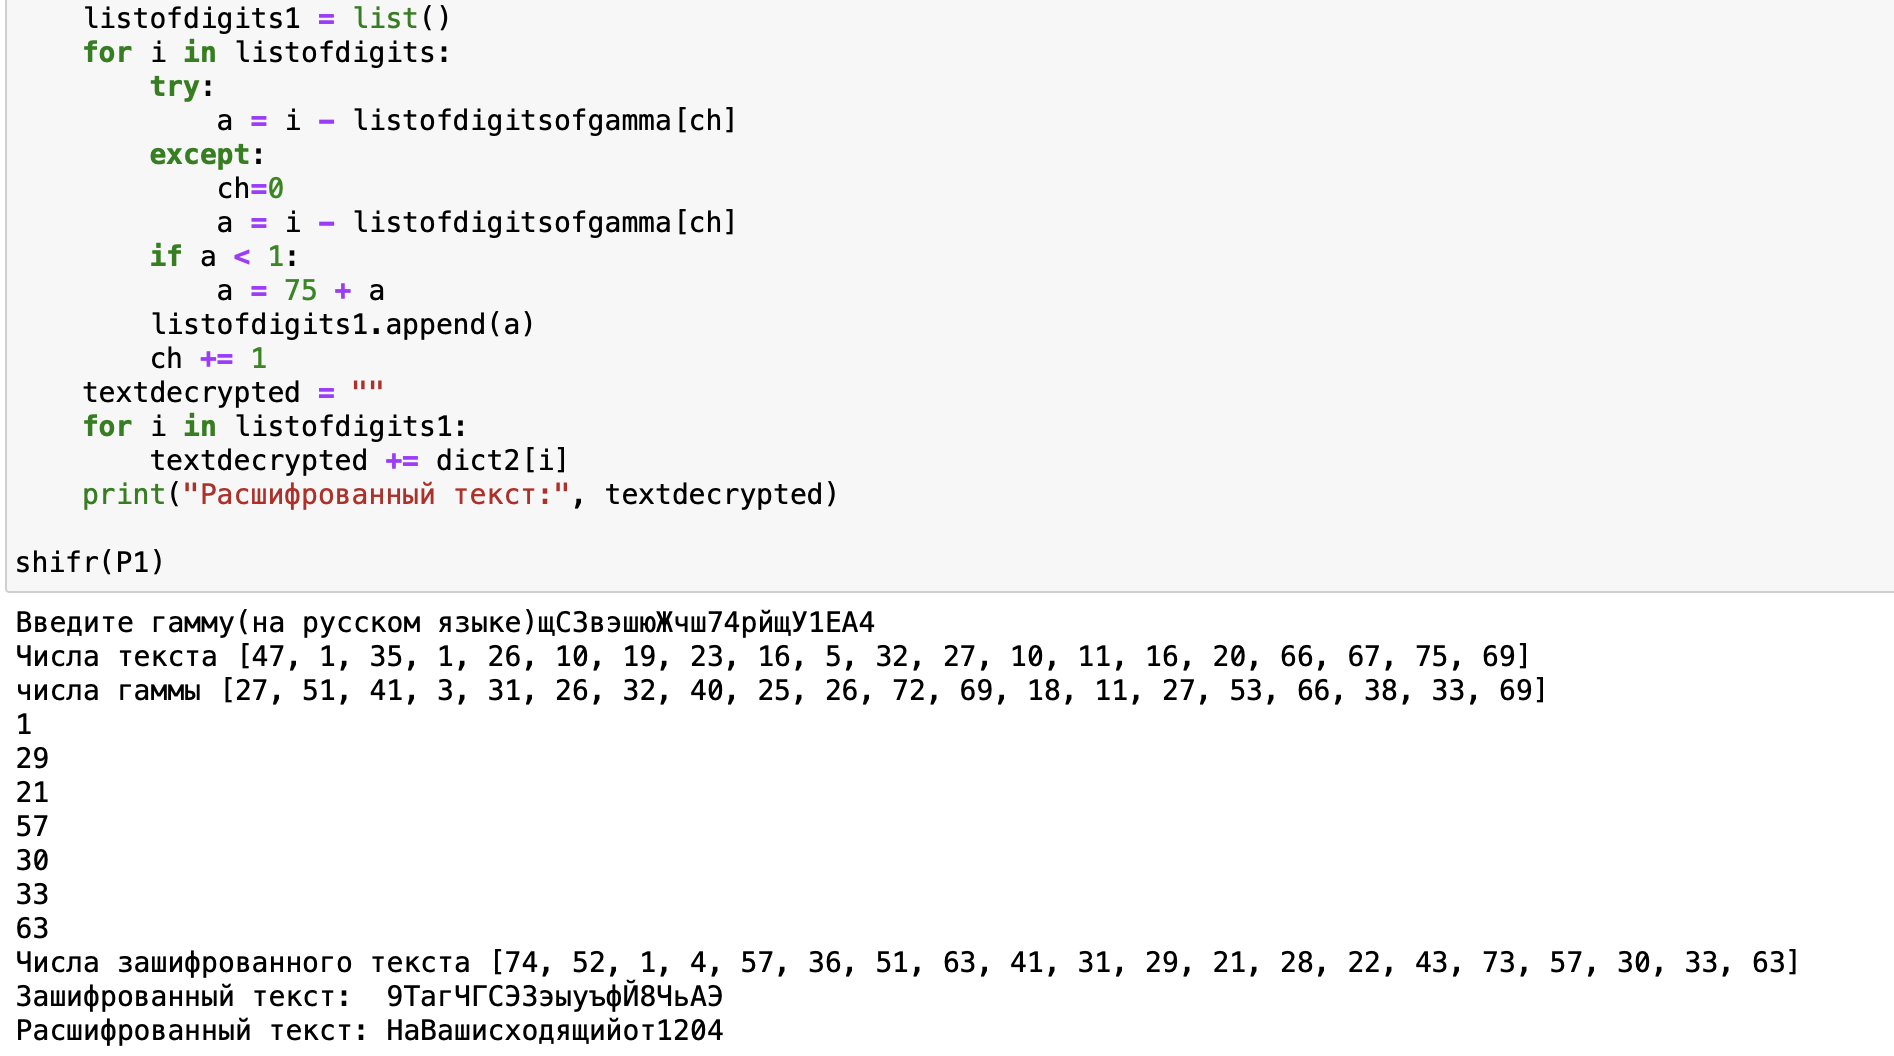 listofdigits1 = list()
    for i in listofdigits:
        try:
            a = i - listofdigitsofgamma[ch]
        except:
            ch=0
            a = i - listofdigitsofgamma[ch]
        if a < 1:
            a = 75 + a
        listofdigits1.append(a)
        ch += 1
    textdecrypted = ""
    for i in listofdigits1:
        textdecrypted += dict2[i]
    print("Расшифрованный текст:", textdecrypted)

shifr(P1)
Введите гамму(на русском языке)щСЗвэшюЖчш74рйщУ1ЕА4
Числа текста [47, 1, 35, 1, 26, 10, 19, 23, 16, 5, 32, 27, 10, 11, 16, 20, 66, 67, 75, 69]
числа гаммы [27, 51, 41, 3, 31, 26, 32, 40, 25, 26, 72, 69, 18, 11, 27, 53, 66, 38, 33, 69]
1
29
21
57
30
33
63
Числа зашифрованного текста [74, 52, 1, 4, 57, 36, 51, 63, 41, 31, 29, 21, 28, 22, 43, 73, 57, 30, 33, 63]
Зашифрованный текст:  9ТагЧГСЭЗэыуъфЙ8ЧьАЭ
Расшифрованный текст: НаВашисходящийот1204